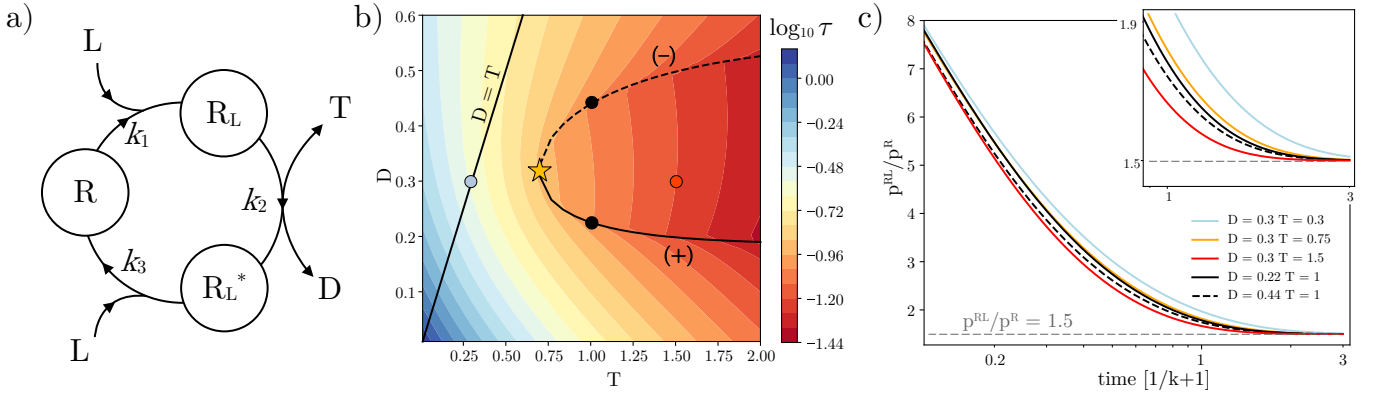 a)
L
R_L
k_1
T
R
k_2
k_3
R_L*
D
L
b)
log₁₀ τ
0.6
0.5
0.4
0.3
0.2
0.1
D
D = T
(−)
(+)
0.25 0.50 0.75 1.00 1.25 1.50 1.75 2.00
T
0.00
−0.24
−0.48
−0.72
−0.96
−1.20
−1.44
c)
8
7
6
5
4
3
2
p^RL/p^R
p^RL/p^R = 1.5
0.2 1 3
time [1/k+1]
1.9
1.5
1 3
D = 0.3 T = 0.3
D = 0.3 T = 0.75
D = 0.3 T = 1.5
D = 0.22 T = 1
D = 0.44 T = 1